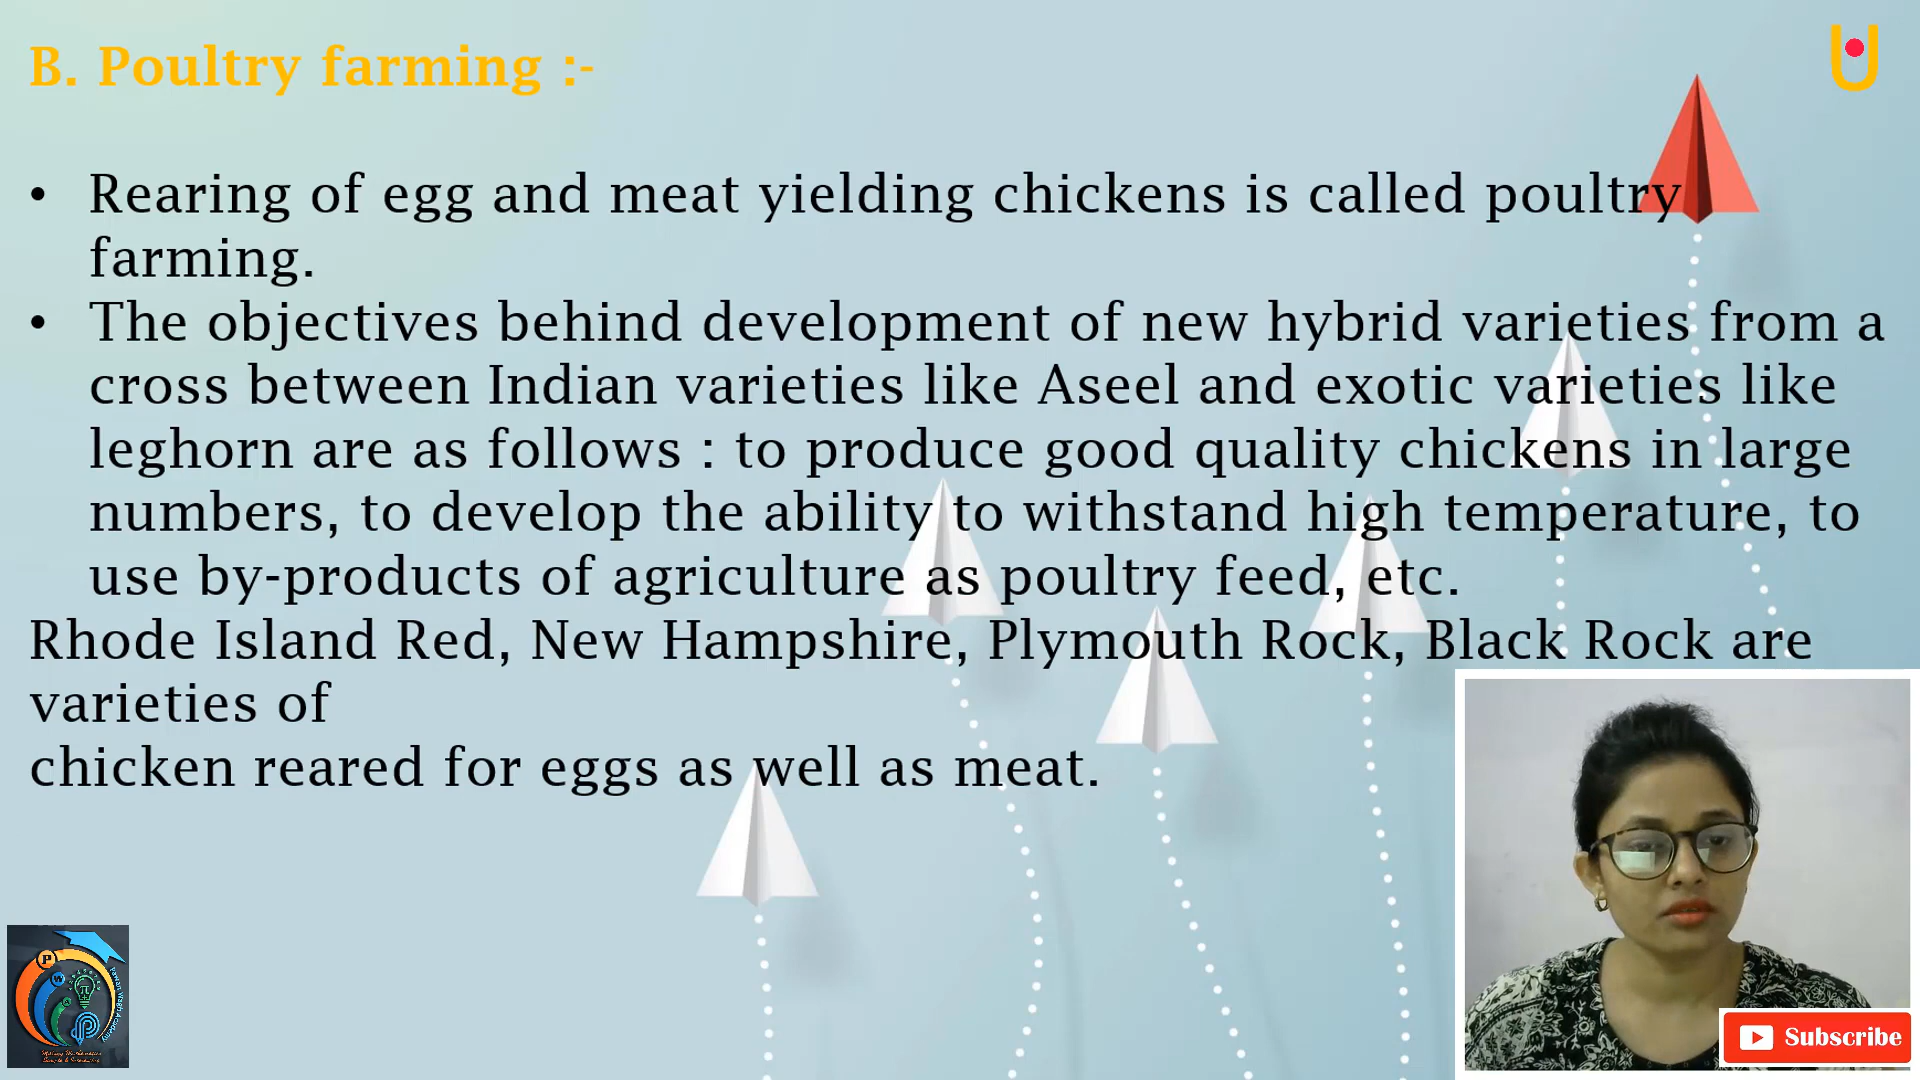 B. Poultry farming :-
• Rearing of egg and meat yielding chickens is called poultry
farming.
• The objectives behind development of new hybrid varieties from a
cross between Indian varieties like Aseel and exotic varieties like
leghorn are as follows : to produce good quality chickens in large
numbers, to develop the ability to withstand high temperature, to
use by-products of agriculture as poultry feed, etc.
Rhode Island Red, New Hampshire, Plymouth Rock, Black Rock are
varieties of
chicken reared for eggs as well as meat.
Subscribe